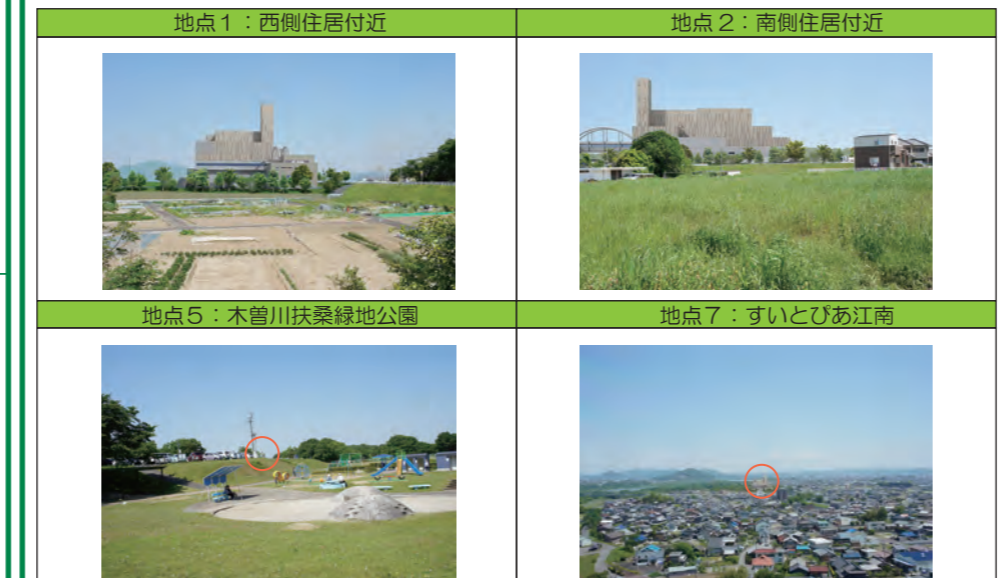 地点1：西側住居付近
地点2：南側住居付近
地点5：木曽川扶桑緑地公園
地点7：すいとぴあ江南